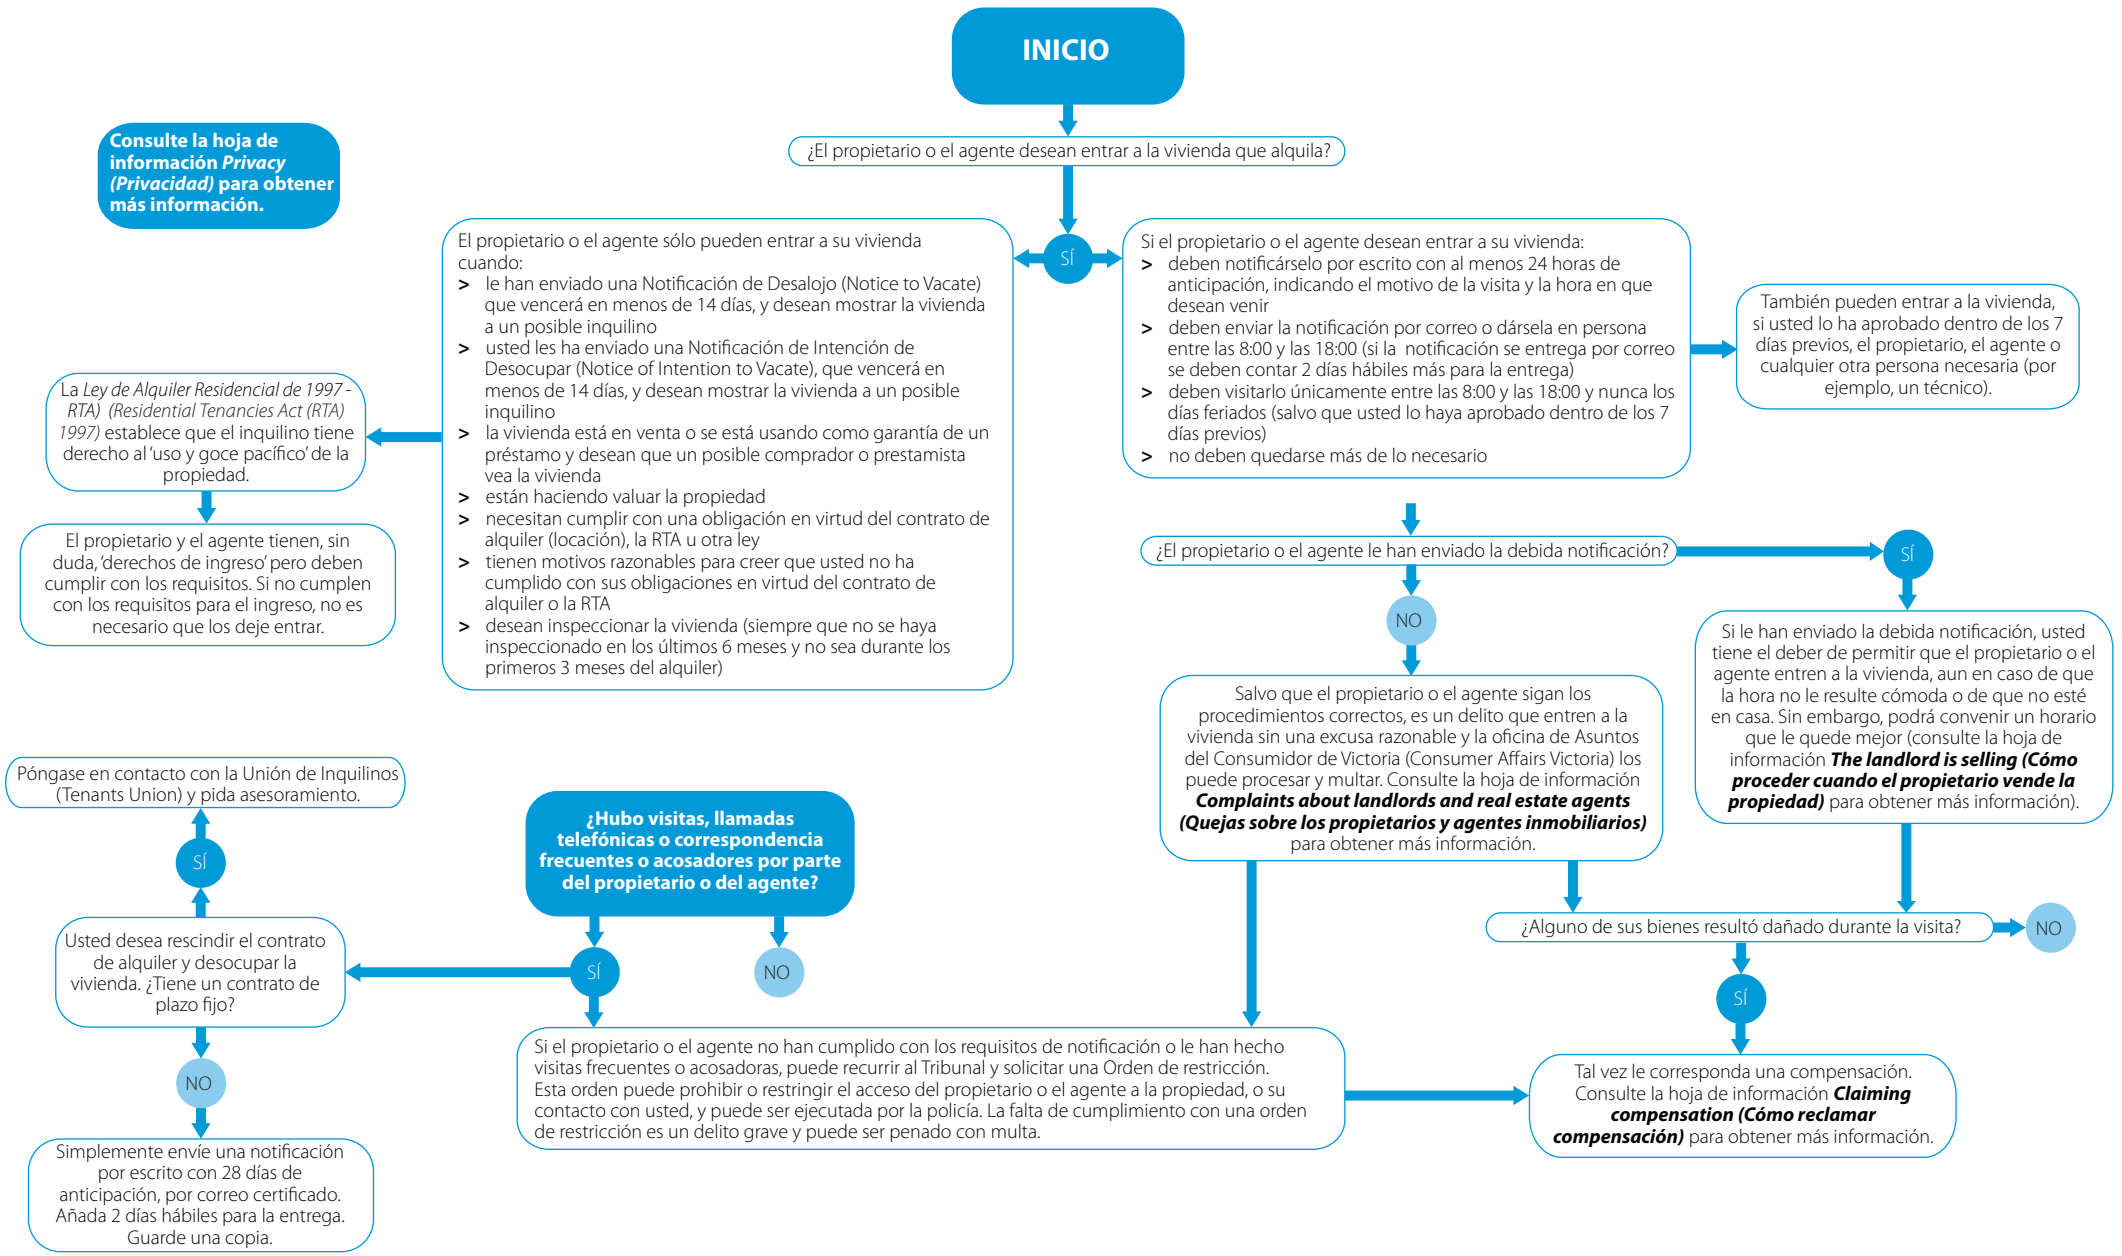 INICIO
¿El propietario o el agente desean entrar a la vivienda que alquila?
Consulte la hoja de
información Privacy
(Privacidad) para obtener
más información.
SÍ
El propietario o el agente sólo pueden entrar a su vivienda
cuando:
> le han enviado una Notificación de Desalojo (Notice to Vacate)
que vencerá en menos de 14 días, y desean mostrar la vivienda
a un posible inquilino
> usted les ha enviado una Notificación de Intención de
Desocupar (Notice of Intention to Vacate), que vencerá en
menos de 14 días, y desean mostrar la vivienda a un posible
inquilino
> la vivienda está en venta o se está usando como garantía de un
préstamo y desean que un posible comprador o prestamista
vea la vivienda
> están haciendo valuar la propiedad
> necesitan cumplir con una obligación en virtud del contrato de
alquiler (locación), la RTA u otra ley
> tienen motivos razonables para creer que usted no ha
cumplido con sus obligaciones en virtud del contrato de
alquiler o la RTA
> desean inspeccionar la vivienda (siempre que no se haya
inspeccionado en los últimos 6 meses y no sea durante los
primeros 3 meses del alquiler)
Si el propietario o el agente desean entrar a su vivienda:
> deben notificárselo por escrito con al menos 24 horas de
anticipación, indicando el motivo de la visita y la hora en que
desean venir
> deben enviar la notificación por correo o dársela en persona
entre las 8:00 y las 18:00 (si la notificación se entrega por correo
se deben contar 2 días hábiles más para la entrega)
> deben visitarlo únicamente entre las 8:00 y las 18:00 y nunca los
días feriados (salvo que usted lo haya aprobado dentro de los 7
días previos)
> no deben quedarse más de lo necesario
También pueden entrar a la vivienda,
si usted lo ha aprobado dentro de los 7
días previos, el propietario, el agente o
cualquier otra persona necesaria (por
ejemplo, un técnico).
La Ley de Alquiler Residencial de 1997 -
RTA) (Residential Tenancies Act (RTA)
1997) establece que el inquilino tiene
derecho al 'uso y goce pacífico' de la
propiedad.
El propietario y el agente tienen, sin
duda, 'derechos de ingreso' pero deben
cumplir con los requisitos. Si no cumplen
con los requisitos para el ingreso, no es
necesario que los deje entrar.
¿El propietario o el agente le han enviado la debida notificación?
SÍ
NO
Si le han enviado la debida notificación, usted
tiene el deber de permitir que el propietario o el
agente entren a la vivienda, aun en caso de que
la hora no le resulte cómoda o de que no esté
en casa. Sin embargo, podrá convenir un horario
que le quede mejor (consulte la hoja de
información The landlord is selling (Cómo
proceder cuando el propietario vende la
propiedad) para obtener más información).
Salvo que el propietario o el agente sigan los
procedimientos correctos, es un delito que entren a la
vivienda sin una excusa razonable y la oficina de Asuntos
del Consumidor de Victoria (Consumer Affairs Victoria) los
puede procesar y multar. Consulte la hoja de información
Complaints about landlords and real estate agents
(Quejas sobre los propietarios y agentes inmobiliarios)
para obtener más información.
Póngase en contacto con la Unión de Inquilinos
(Tenants Union) y pida asesoramiento.
SÍ
¿Hubo visitas, llamadas
telefónicas o correspondencia
frecuentes o acosadores por parte
del propietario o del agente?
SÍ
NO
Usted desea rescindir el contrato
de alquiler y desocupar la
vivienda. ¿Tiene un contrato de
plazo fijo?
NO
Simplemente envíe una notificación
por escrito con 28 días de
anticipación, por correo certificado.
Añada 2 días hábiles para la entrega.
Guarde una copia.
¿Alguno de sus bienes resultó dañado durante la visita?
NO
SÍ
Si el propietario o el agente no han cumplido con los requisitos de notificación o le han hecho
visitas frecuentes o acosadoras, puede recurrir al Tribunal y solicitar una Orden de restricción.
Esta orden puede prohibir o restringir el acceso del propietario o el agente a la propiedad, o su
contacto con usted, y puede ser ejecutada por la policía. La falta de cumplimiento con una orden
de restricción es un delito grave y puede ser penado con multa.
Tal vez le corresponda una compensación.
Consulte la hoja de información Claiming
compensation (Cómo reclamar
compensación) para obtener más información.